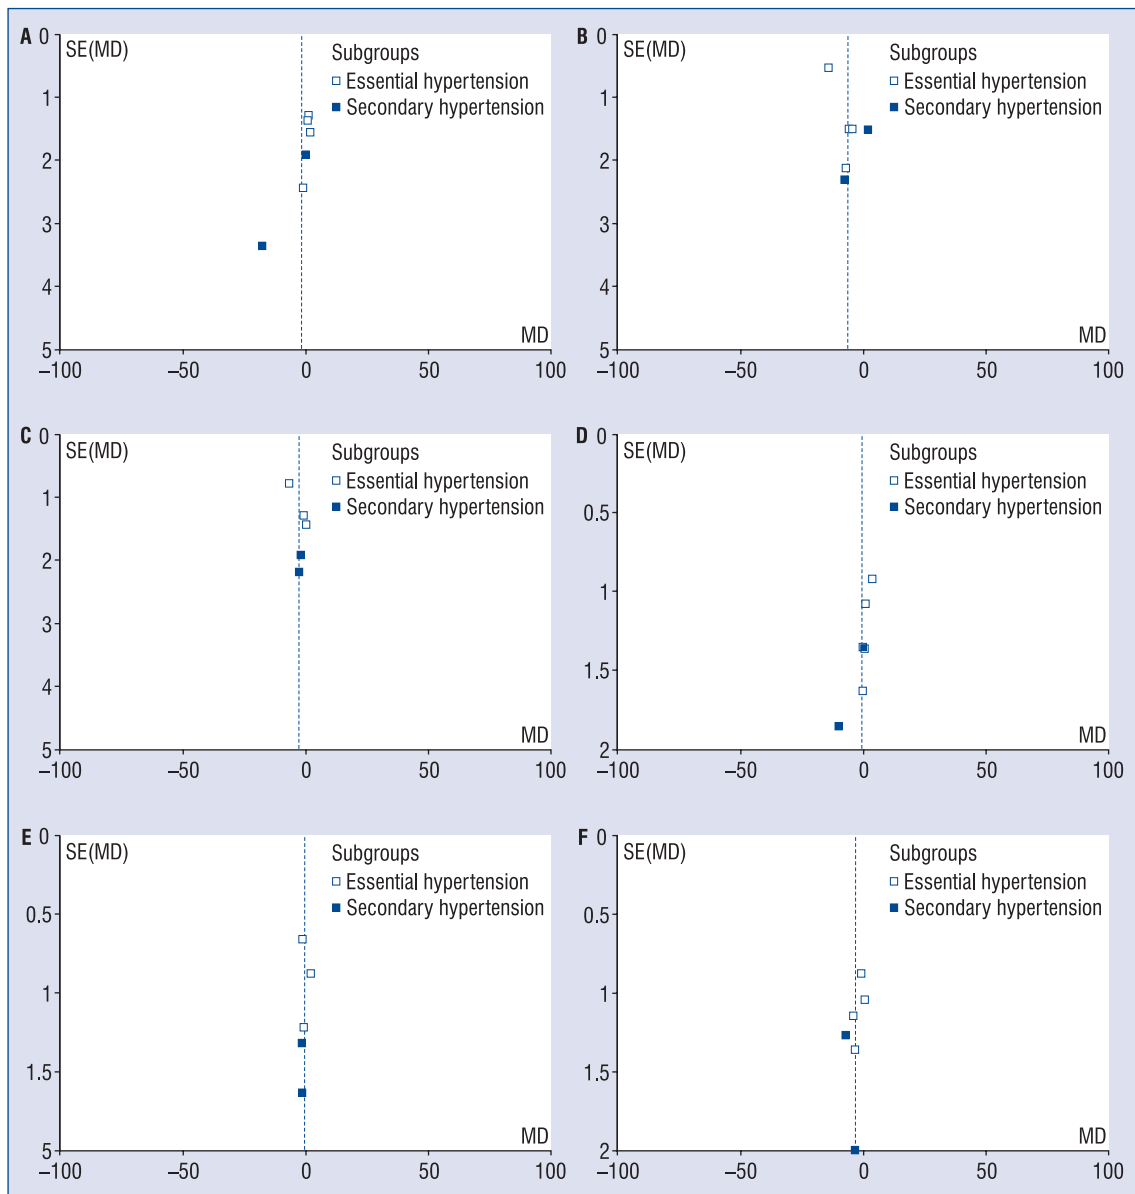 A
0
SE(MD)
Subgroups
Essential hypertension
Secondary hypertension
1
2
3
4
5
MD
–100
–50
0
50
100
B
0
SE(MD)
Subgroups
Essential hypertension
Secondary hypertension
1
2
3
4
5
MD
–100
–50
0
50
100
C
0
SE(MD)
Subgroups
Essential hypertension
Secondary hypertension
1
2
3
4
5
MD
–100
–50
0
50
100
D
0
SE(MD)
Subgroups
Essential hypertension
Secondary hypertension
0.5
1
1.5
2
MD
–100
–50
0
50
100
E
0
SE(MD)
Subgroups
Essential hypertension
Secondary hypertension
0.5
1
1.5
5
MD
–100
–50
0
50
100
F
0
SE(MD)
Subgroups
Essential hypertension
Secondary hypertension
0.5
1
1.5
2
MD
–100
–50
0
50
100